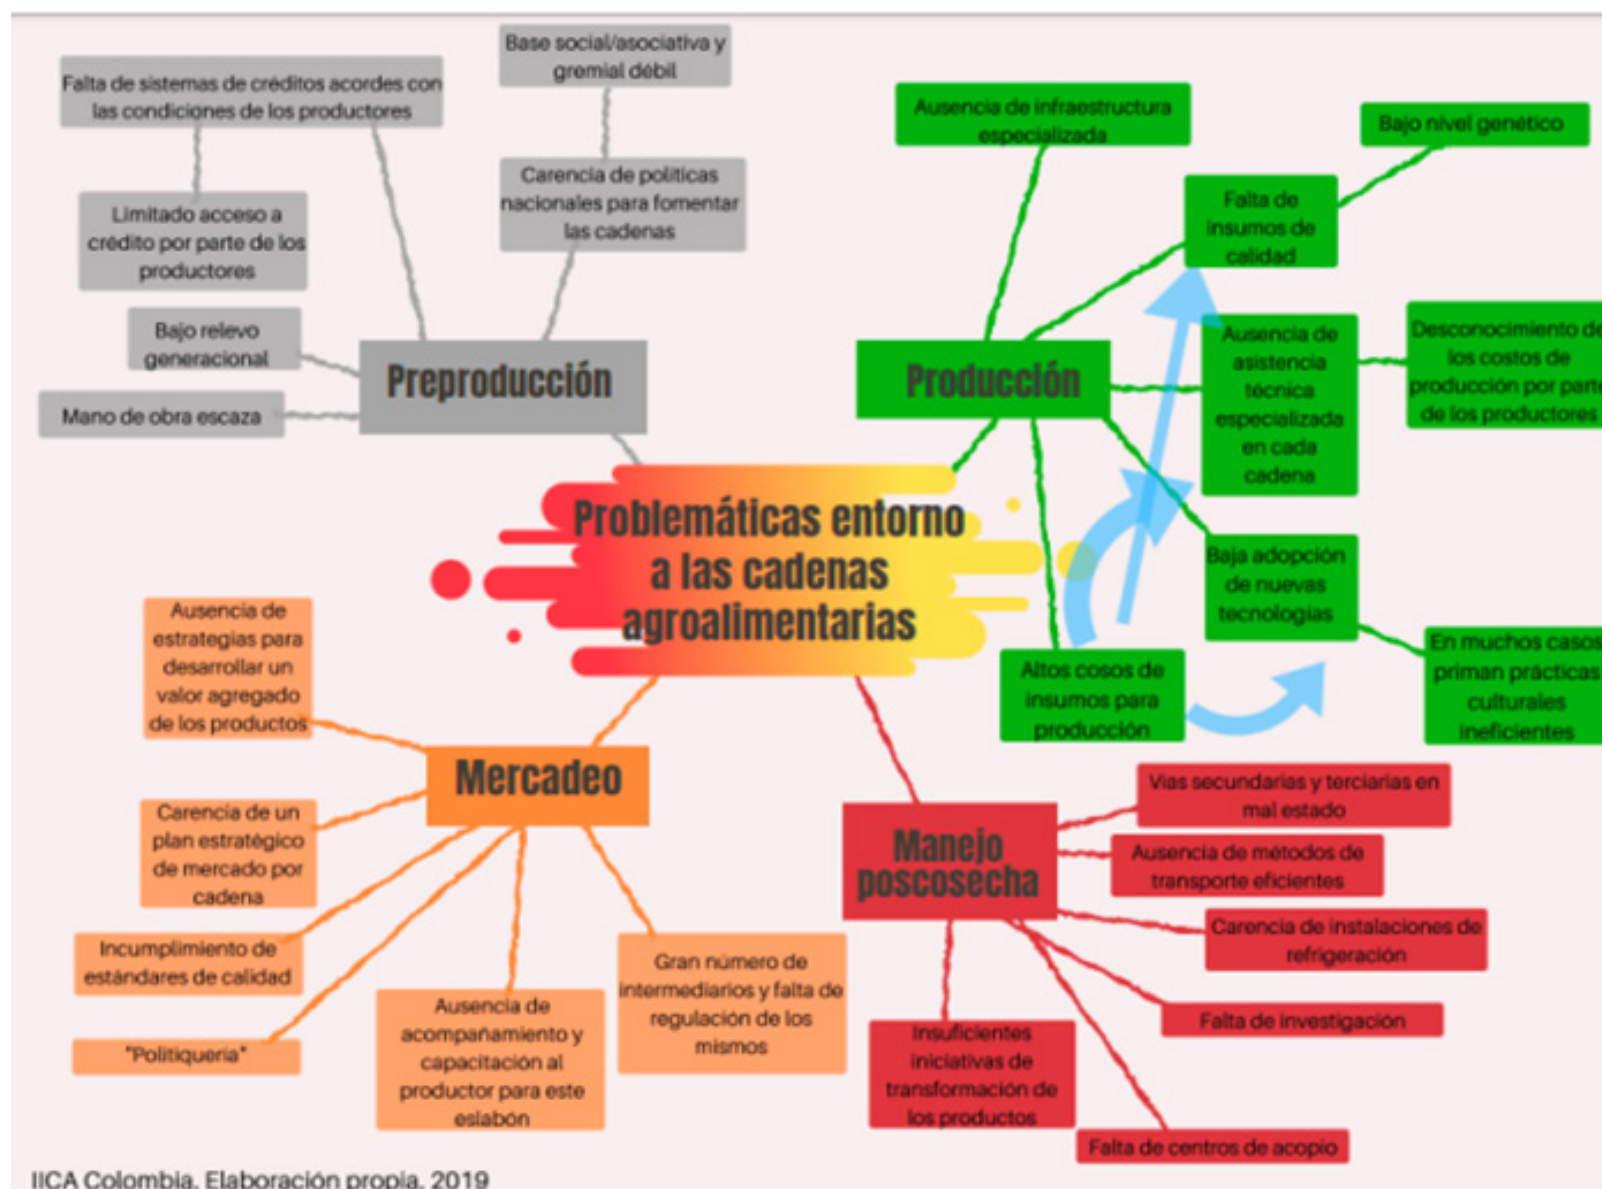 Base social/asociativa y
gremial débil
Falta de sistemas de créditos acordes con
las condiciones de los productores
Carencia de políticas
nacionales para fomentar
las cadenas
Limitado acceso a
crédito por parte de los
productores
Bajo relevo
generacional
Mano de obra escaza
Preproducción
Ausencia de infraestructura
especializada
Bajo nivel genético
Falta de
insumos de
calidad
Producción
Ausencia de
asistencia
técnica
especializada
en cada
cadena
Desconocimiento de
los costos de
producción por parte
de los productores
Baja adopción
de nuevas
tecnologías
En muchos casos
priman prácticas
culturales
ineficientes
Altos cosos de
insumos para
producción
Problemáticas entorno
a las cadenas
agroalimentarias
Ausencia de
estrategias para
desarrollar un
valor agregado
de los productos
Mercadeo
Carencia de un
plan estratégico
de mercado por
cadena
Incumplimiento de
estándares de calidad
"Politiqueria"
Ausencia de
acompañamiento y
capacitación al
productor para este
eslabón
Gran número de
intermediarios y falta de
regulación de los
mismos
Manejo
poscosecha
Vias secundarias y terciarias en
mal estado
Ausencia de métodos de
transporte eficientes
Carencia de instalaciones de
refrigeración
Falta de investigación
Insuficientes
iniciativas de
transformación de
los productos
Falta de centros de acopio
IICA Colombia. Elaboración propia. 2019